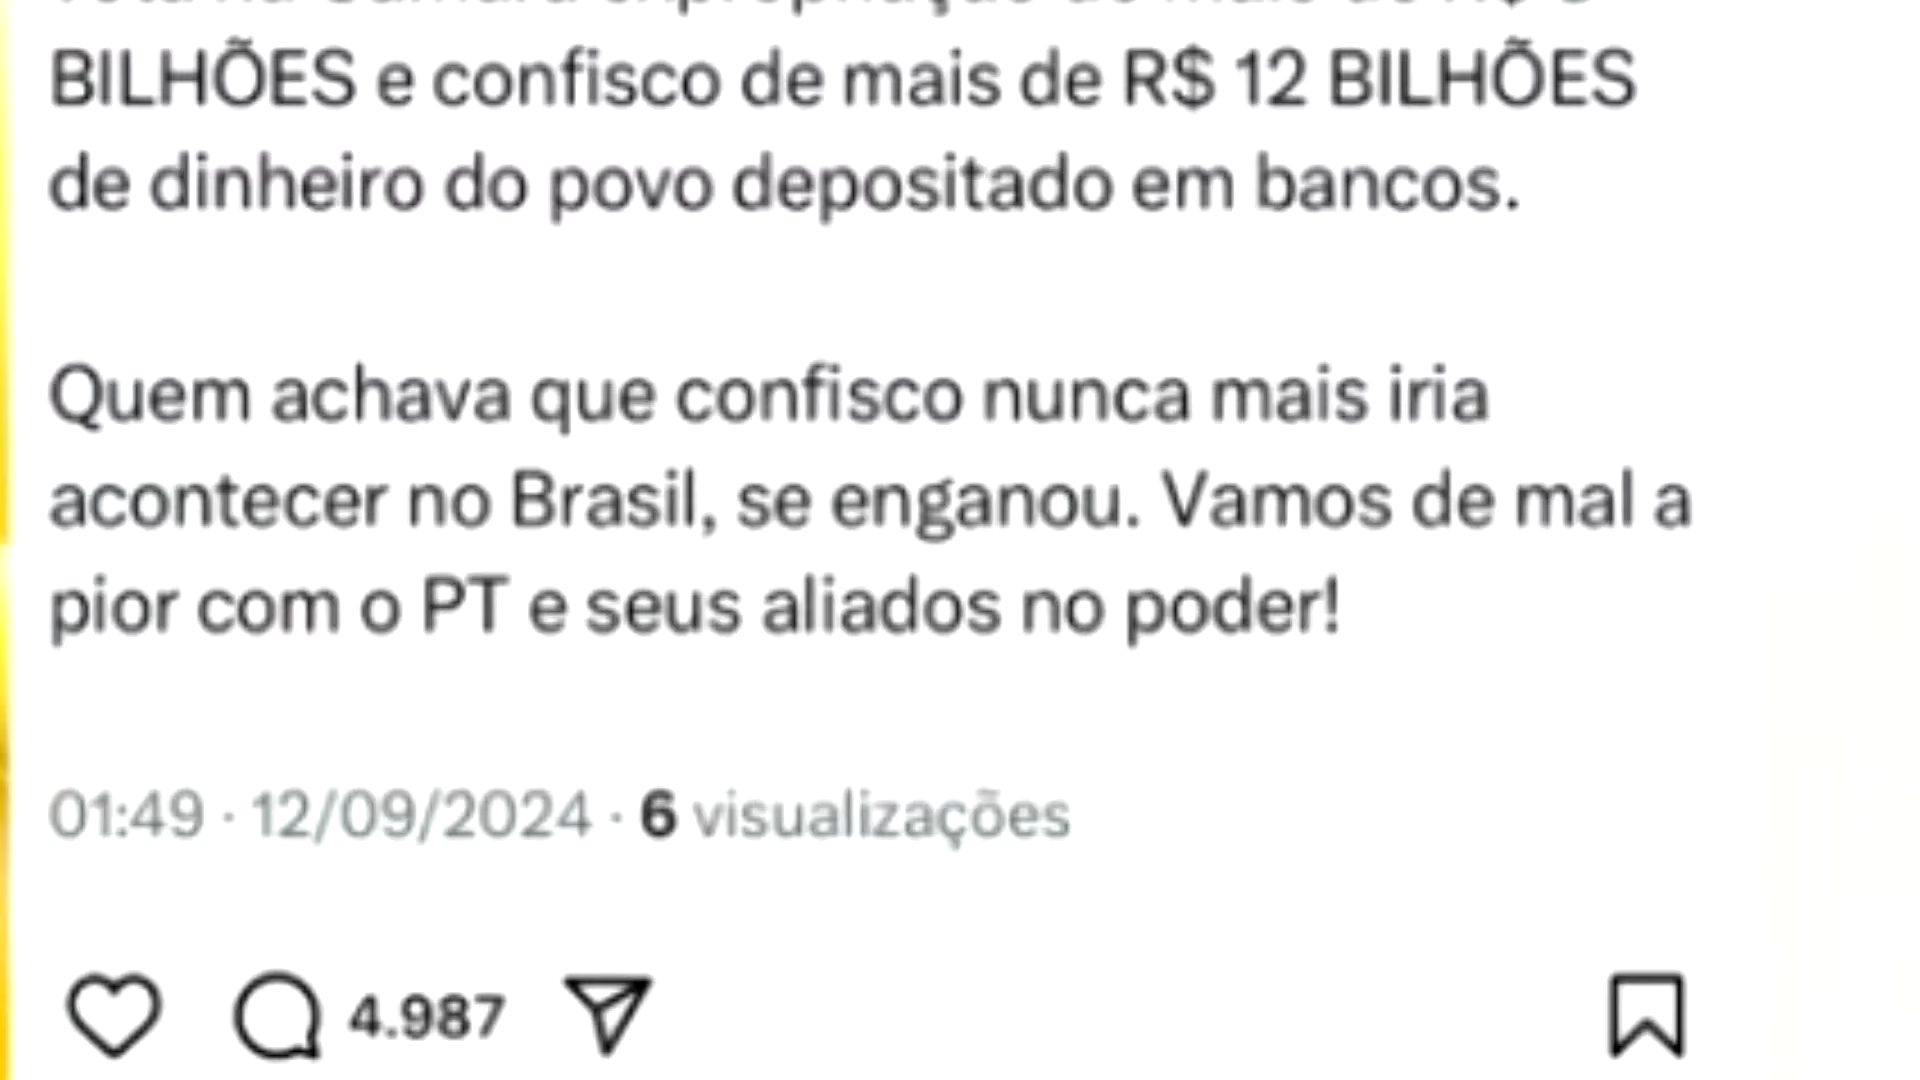 BILHÕES e confisco de mais de R$ 12 BILHÕES
de dinheiro do povo depositado em bancos.
Quem achava que confisco nunca mais iria
acontecer no Brasil, se enganou. Vamos de mal a
pior com o PT e seus aliados no poder!
01:49 · 12/09/2024 · 6 visualizações
4.987